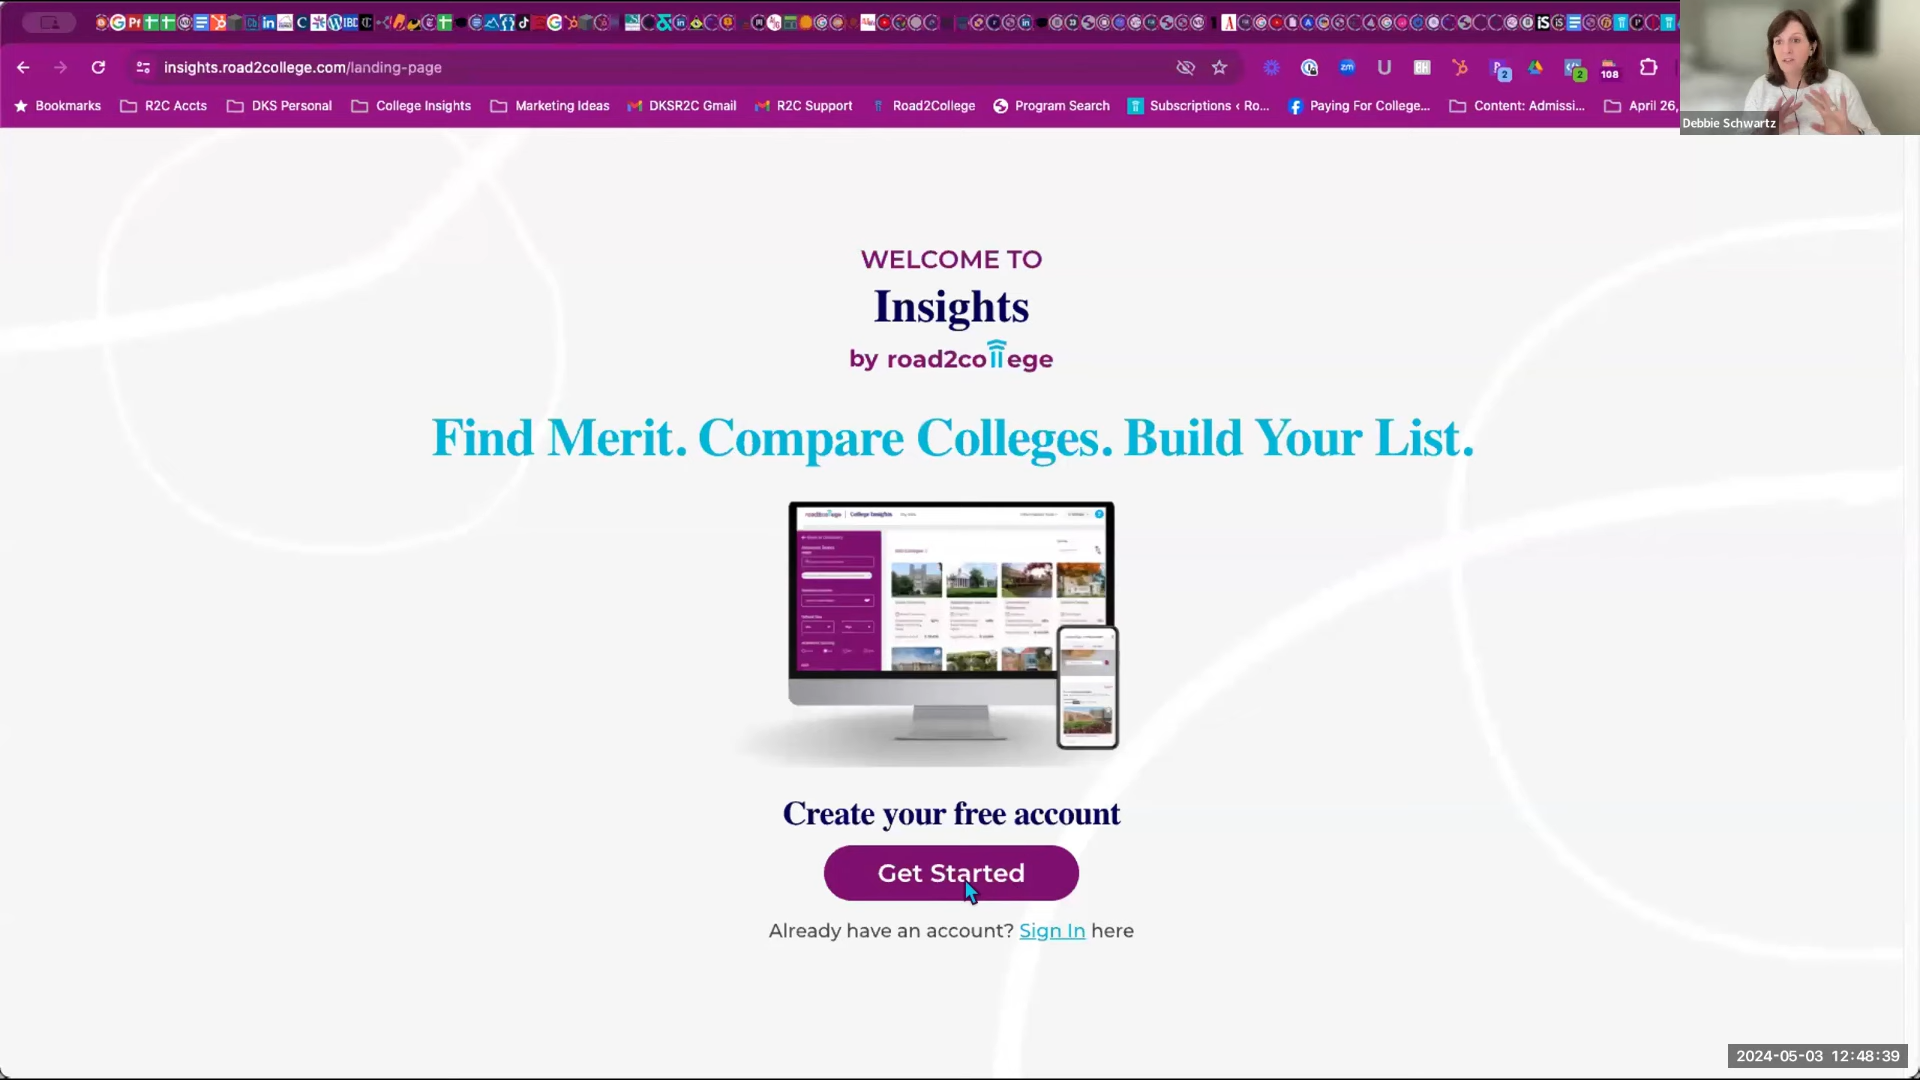 insights.road2college.com/landing-page
2
2
108
Bookmarks R2C Accts DKS Personal College Insights Marketing Ideas DKSR2C Gmail R2C Support Road2College Program Search Subscriptions ‹ Ro... Paying For College... Content: Admissi... April 26,
Debbie Schwartz
WELCOME TO
Insights
by road2college
Find Merit. Compare Colleges. Build Your List.
Create your free account
Get Started
Already have an account? Sign In here
2024-05-03 12:48:39